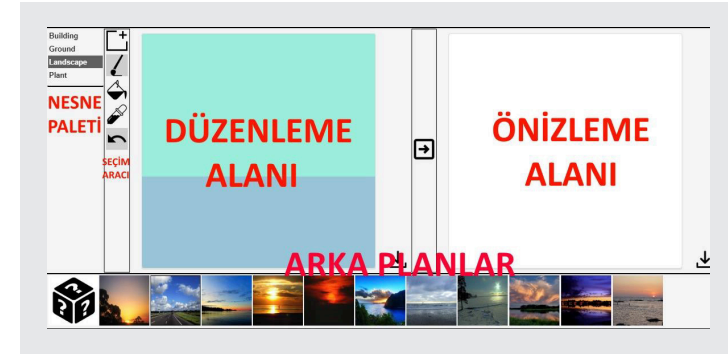 Building
Ground
Landscape
Plant
NESNE
PALETİ
SEÇİM
ARACI
DÜZENLEME
ALANI
ÖNİZLEME
ALANI
ARKA PLANLAR
? ? ?